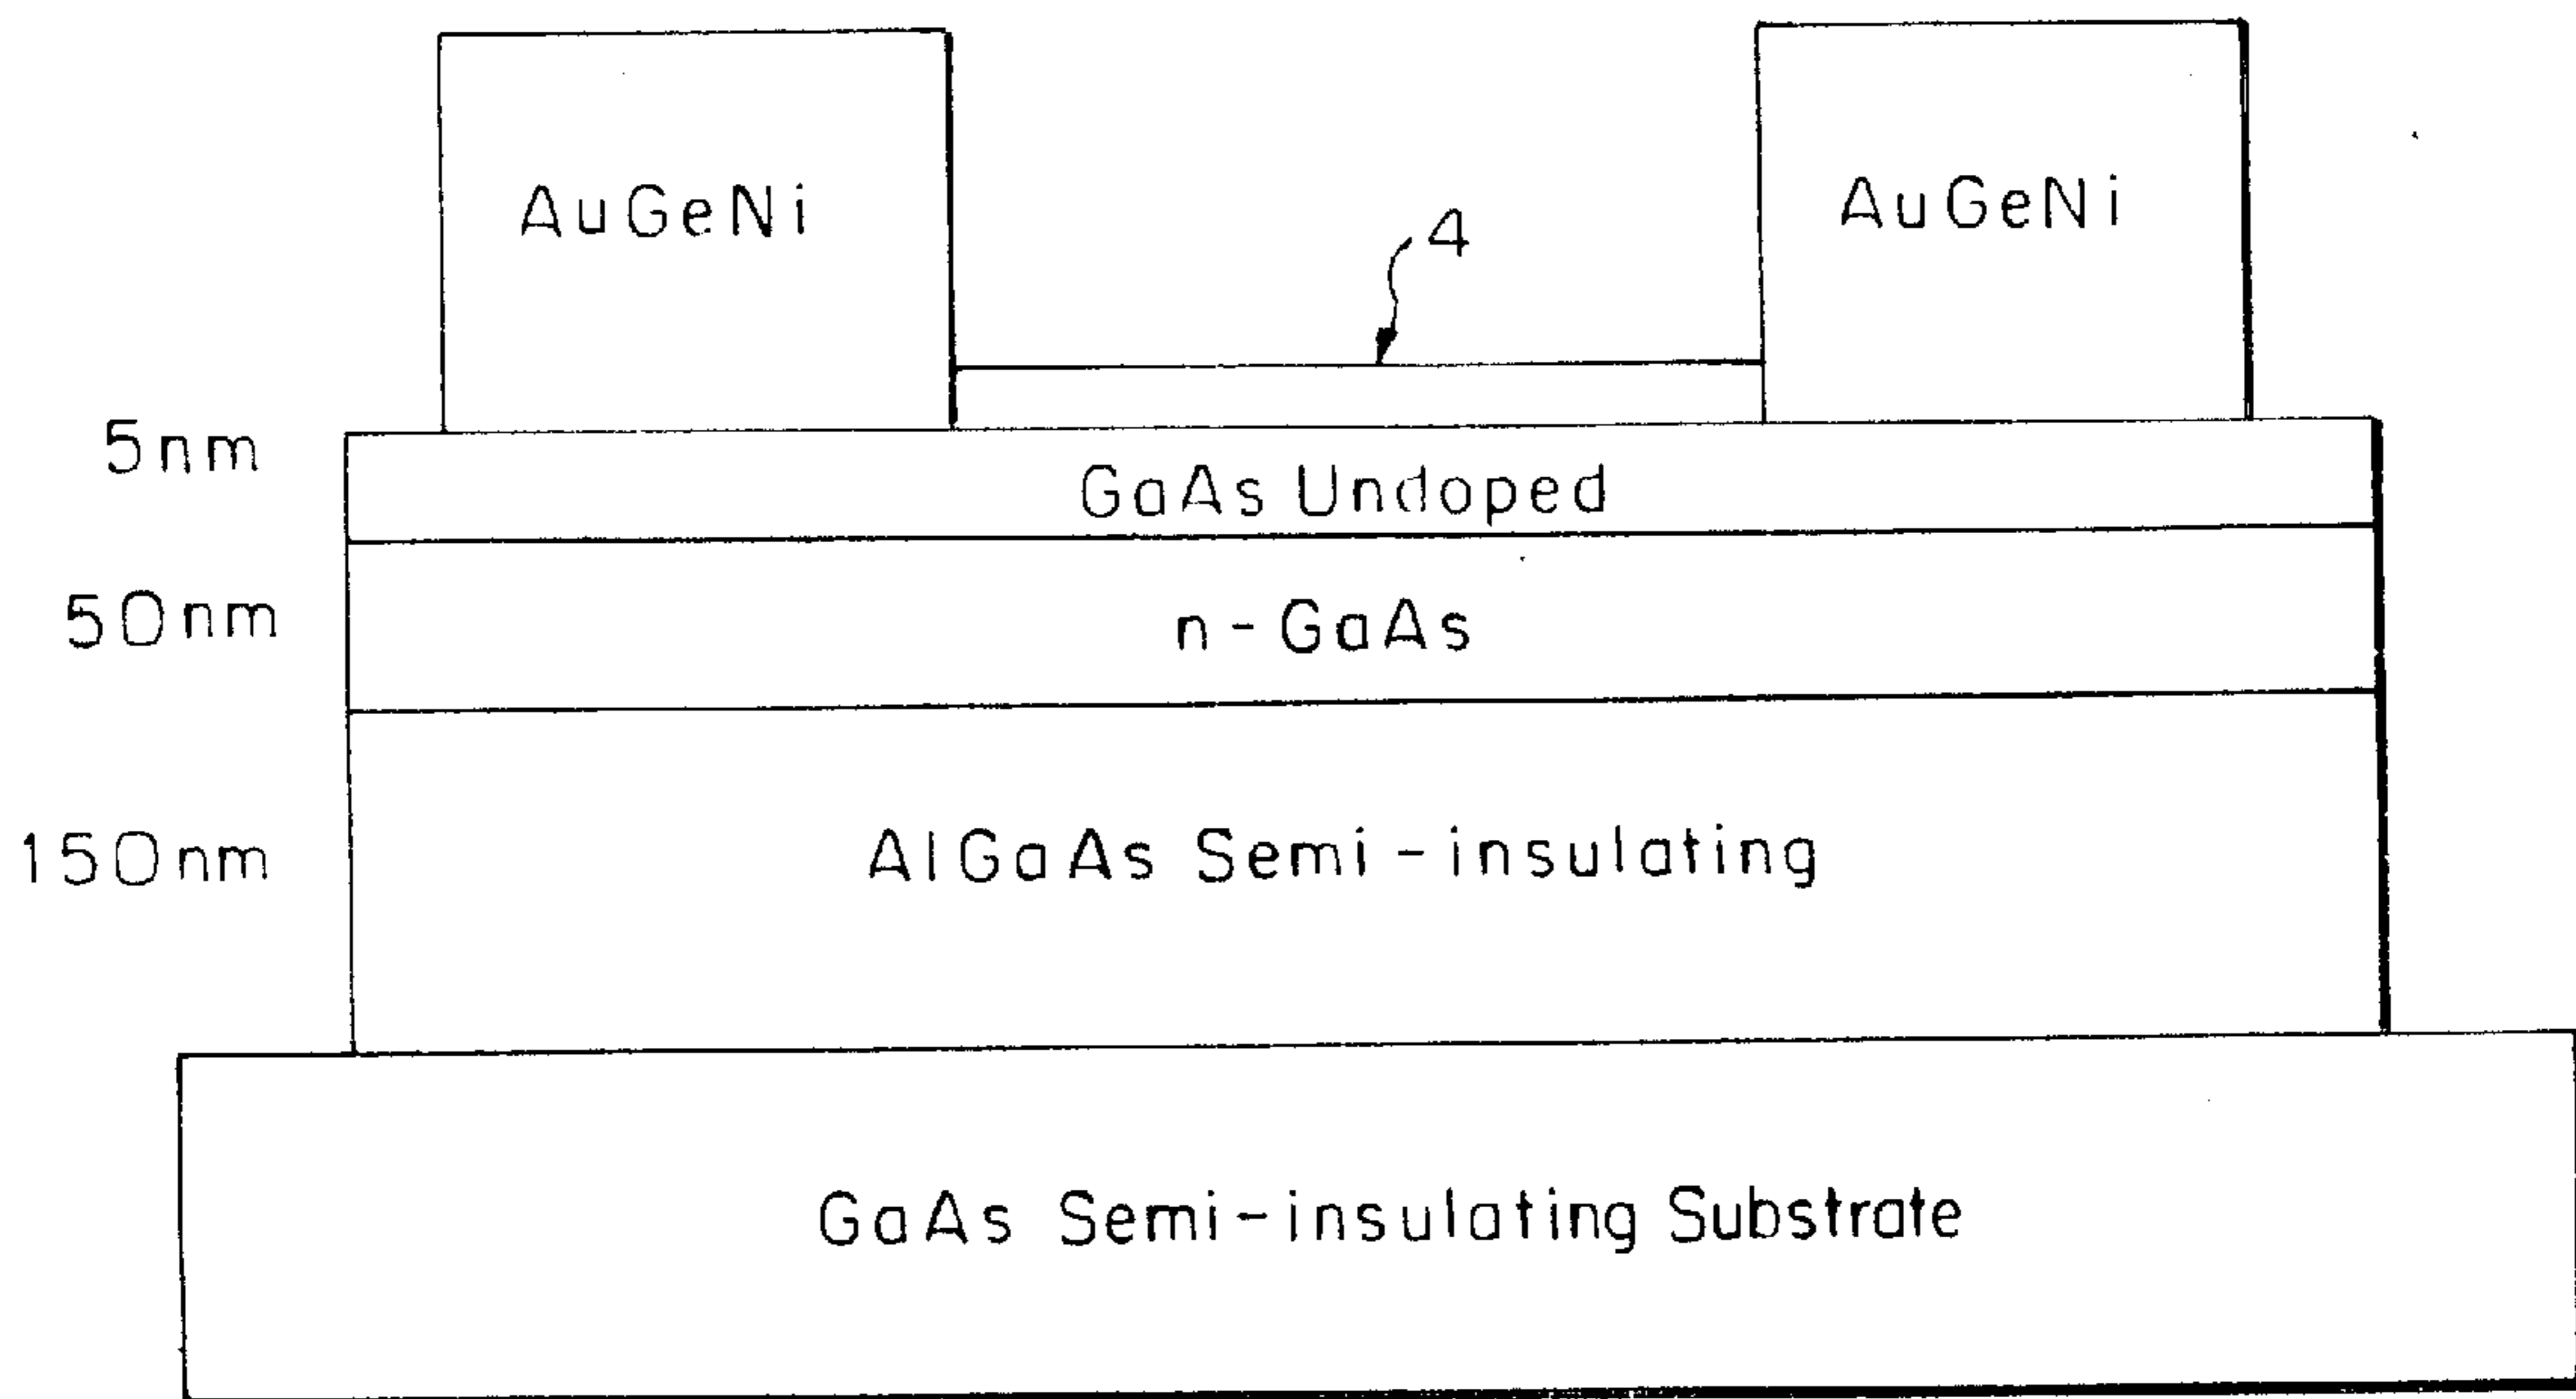 AuGeNi
AuGeNi
4
5nm
GaAs Undoped
50nm
n-GaAs
150nm
AlGaAs Semi-insulating
GaAs Semi-insulating Substrate